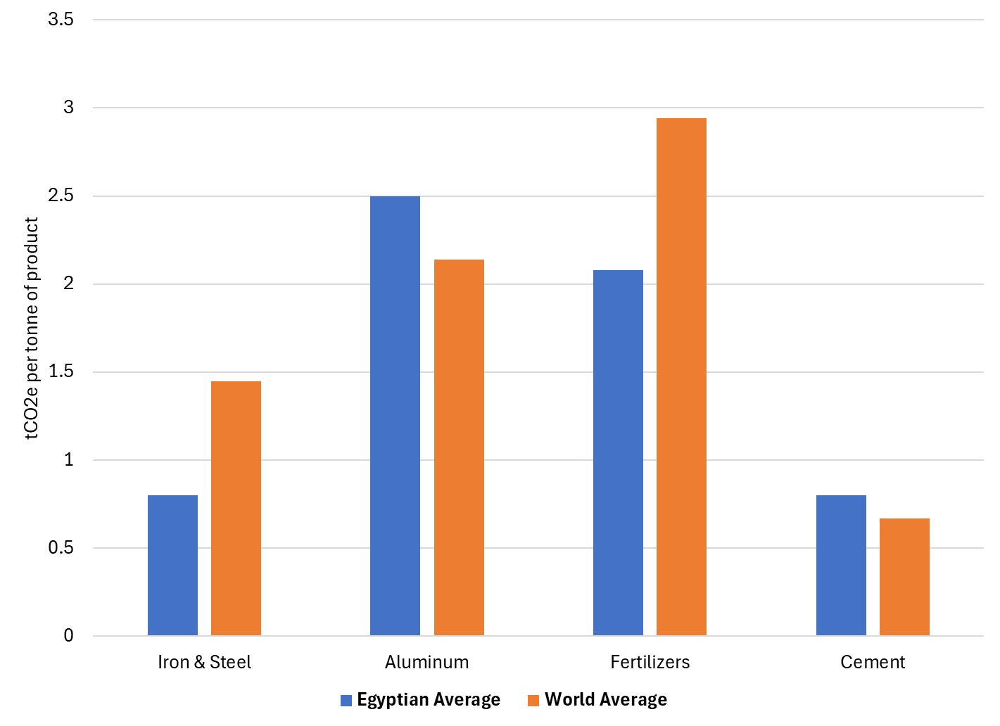 3.5
3
2.5
2
1.5
1
0.5
0
tCO2e per tonne of product
Iron & Steel
Aluminum
Fertilizers
Cement
Egyptian Average
World Average